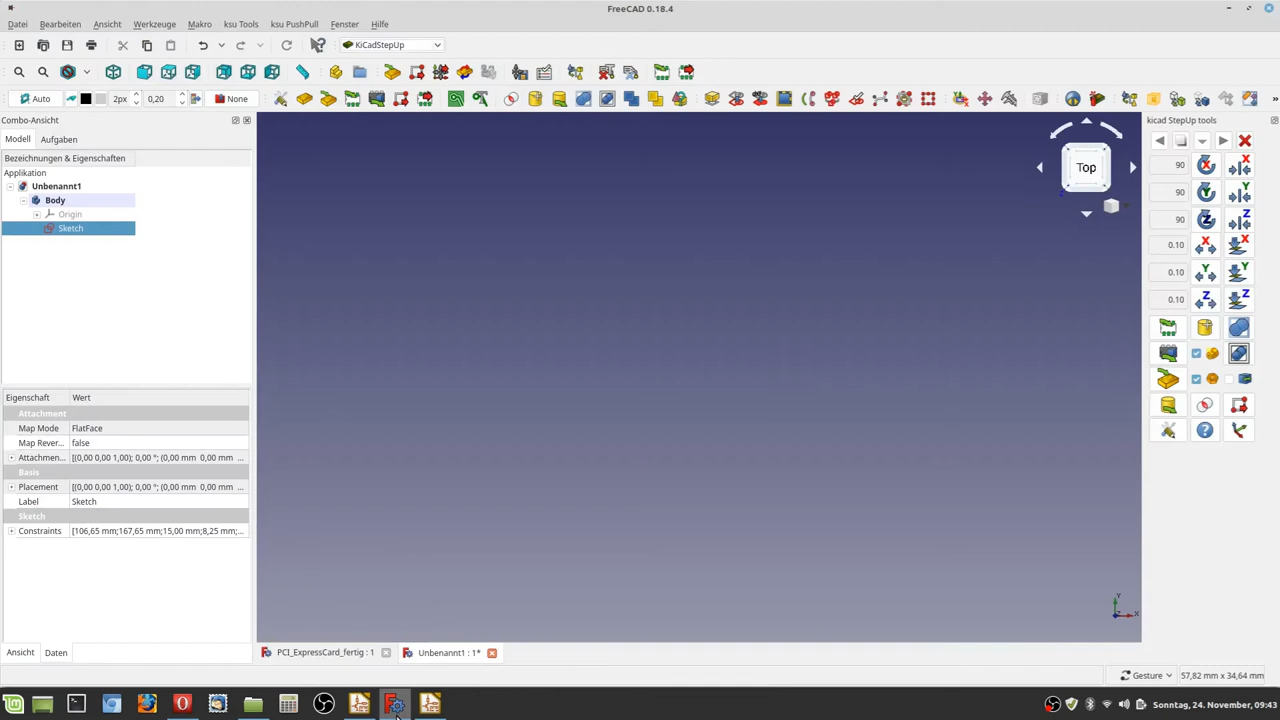 FreeCAD 0.18.4
Datei Bearbeiten Ansicht Werkzeuge Makro ksu Tools ksu PushPull Fenster Hilfe
KiCadStepUp
Auto 2px 0,20 None
Combo-Ansicht
kicad StepUp tools
Modell Aufgaben
Bezeichnungen & Eigenschaften
Applikation
Unbenannt1
Body
Origin
Sketch
Top
90
90
90
0.10
0.10
0.10
Eigenschaft Wert
Attachment
Map Mode FlatFace
Map Rever... false
Attachmen... [(0,00 0,00 1,00); 0,00 °; (0,00 mm 0,00 mm ...
Basis
Placement [(0,00 0,00 1,00); 0,00 °; (0,00 mm 0,00 mm ...
Label Sketch
Sketch
Constraints [106,65 mm;167,65 mm;15,00 mm;8,25 mm;...
Y
X
Ansicht Daten
PCI_ExpressCard_fertig : 1
Unbenannt1 : 1*
Gesture 57,82 mm x 34,64 mm
Sonntag, 24. November, 09:43